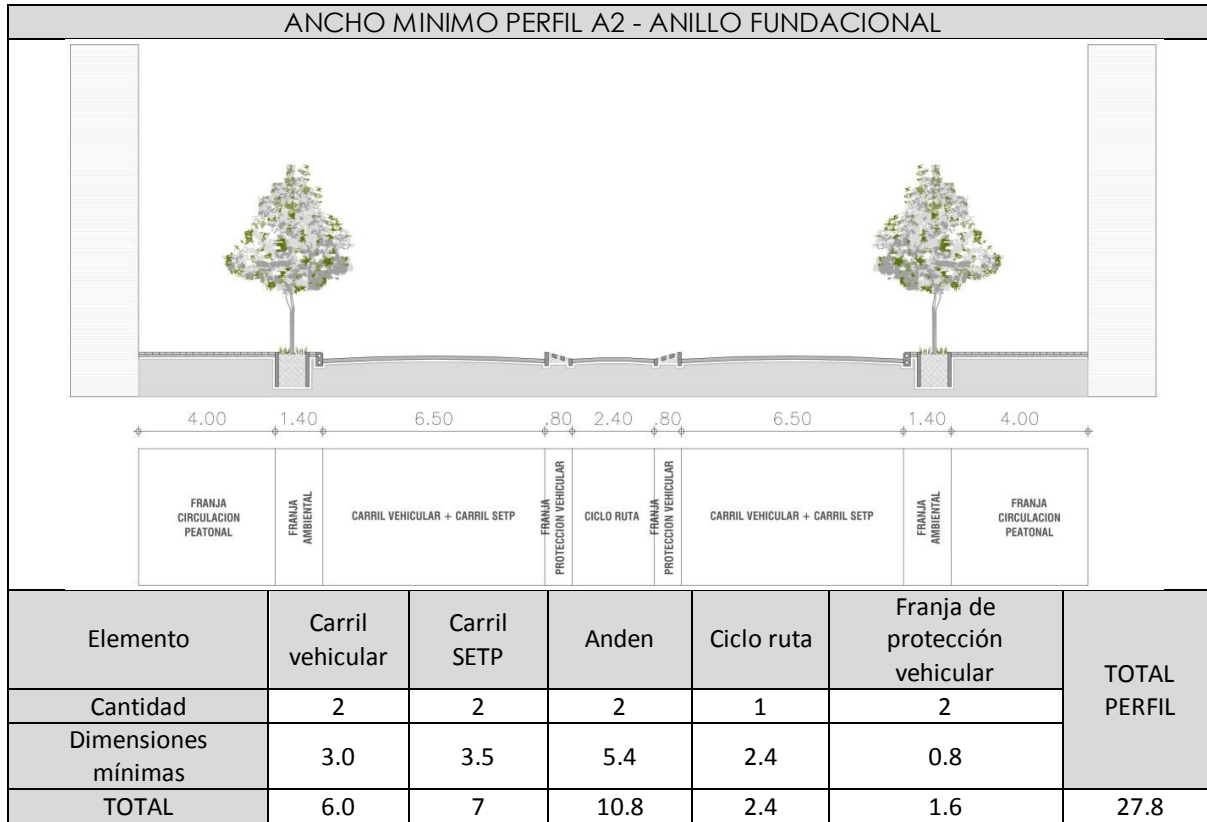 ANCHO MINIMO PERFIL A2 - ANILLO FUNDACIONAL
4.00 1.40 6.50 .80 2.40 .80 6.50 1.40 4.00
FRANJA
CIRCULACION
PEATONAL
FRANJA
AMBIENTAL
CARRIL VEHICULAR + CARRIL SETP
FRANJA
PROTECCION VEHICULAR
CICLO RUTA
FRANJA
PROTECCION VEHICULAR
CARRIL VEHICULAR + CARRIL SETP
FRANJA
AMBIENTAL
FRANJA
CIRCULACION
PEATONAL
Elemento
Carril
vehicular
Carril
SETP
Anden
Ciclo ruta
Franja de
protección
vehicular
TOTAL
PERFIL
Cantidad 2 2 2 1 2
Dimensiones
mínimas
3.0 3.5 5.4 2.4 0.8
TOTAL 6.0 7 10.8 2.4 1.6 27.8